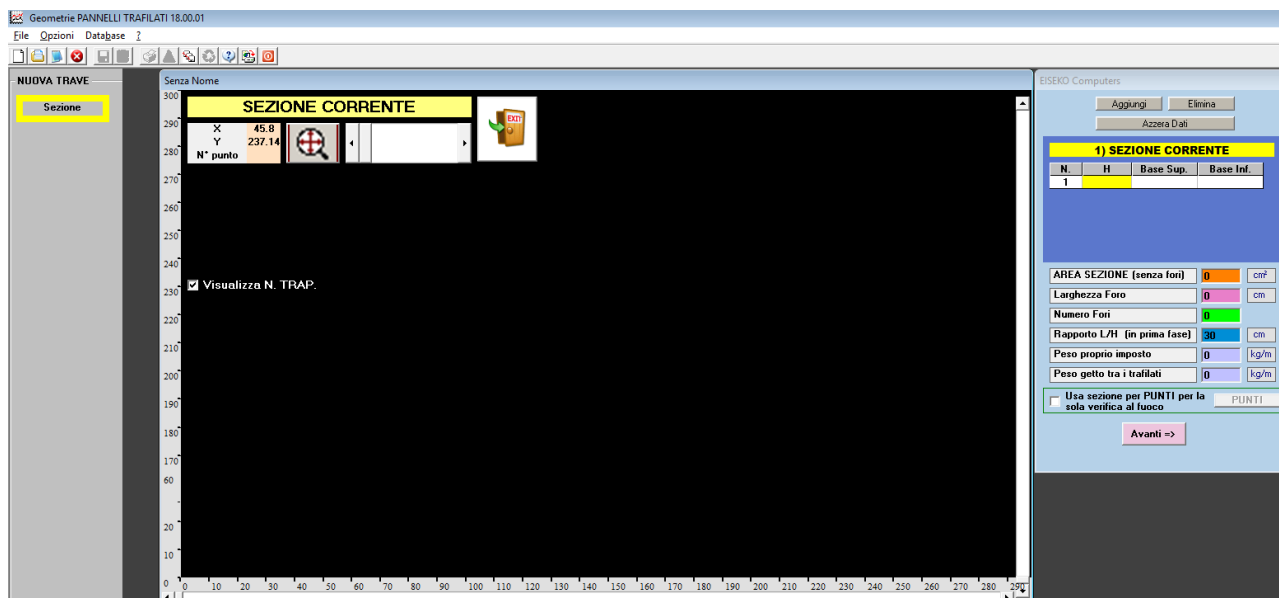 Geometrie PANNELLI TRAFILATI 18.00.01
File Opzioni Database ?
NUOVA TRAVE
Sezione
Senza Nome
SEZIONE CORRENTE
X 45.8
Y 237.14
N° punto
EXIT
Visualizza N. TRAP.
300
290
280
270
260
250
240
230
220
210
200
190
180
170
60
20
10
0
0 10 20 30 40 50 60 70 80 90 100 110 120 130 140 150 160 170 180 190 200 210 220 230 240 250 260 270 280 290
EISEKO Computers
Aggiungi Elimina
Azzera Dati
1) SEZIONE CORRENTE
N. H Base Sup. Base Inf.
1
AREA SEZIONE (senza fori) 0 cm²
Larghezza Foro 0 cm
Numero Fori 0
Rapporto L/H (in prima fase) 30 cm
Peso proprio imposto 0 kg/m
Peso getto tra i trafilati 0 kg/m
Usa sezione per PUNTI per la
sola verifica al fuoco
PUNTI
Avanti =>